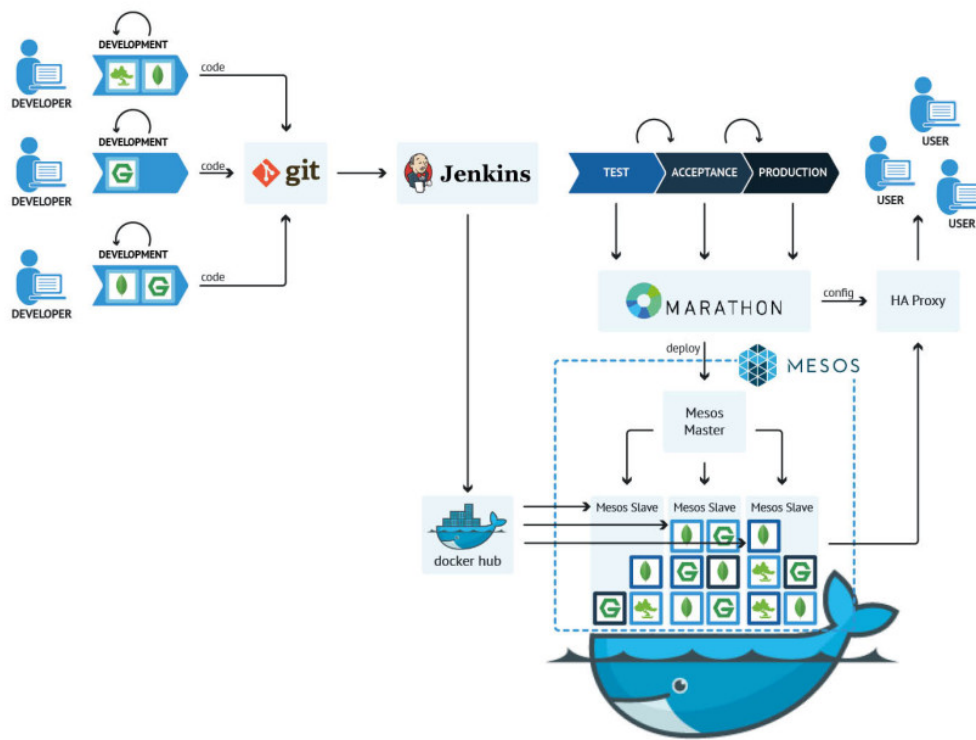 DEVELOPMENT
code
DEVELOPER
DEVELOPMENT
code
DEVELOPER
DEVELOPMENT
code
DEVELOPER
git
Jenkins
TEST
ACCEPTANCE
PRODUCTION
USER
USER
USER
MARATHON
config
HA Proxy
deploy
MESOS
Mesos
Master
docker hub
Mesos Slave
Mesos Slave
Mesos Slave